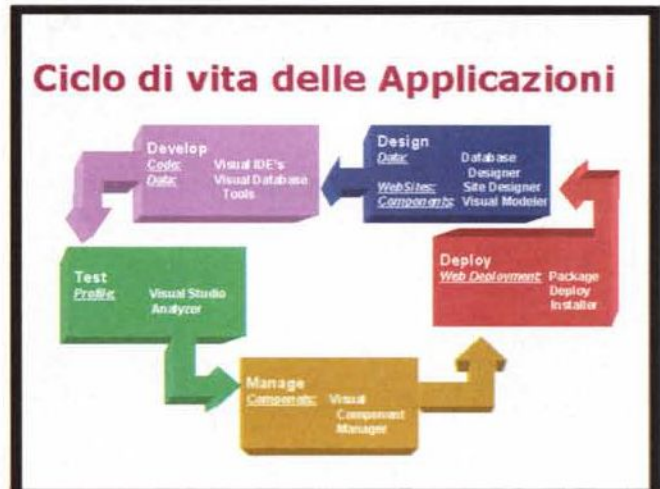 Ciclo di vita delle Applicazioni
Develop
Code: Visual IDE's
Data: Visual Database
Tools
Design
Data: Database
Designer
WebSites: Site Designer
Components: Visual Modeler
Test
Profile: Visual Studio
Analyzer
Deploy
Web Deployment: Package
Deploy
Installer
Manage
Componets: Visual
Component
Manager